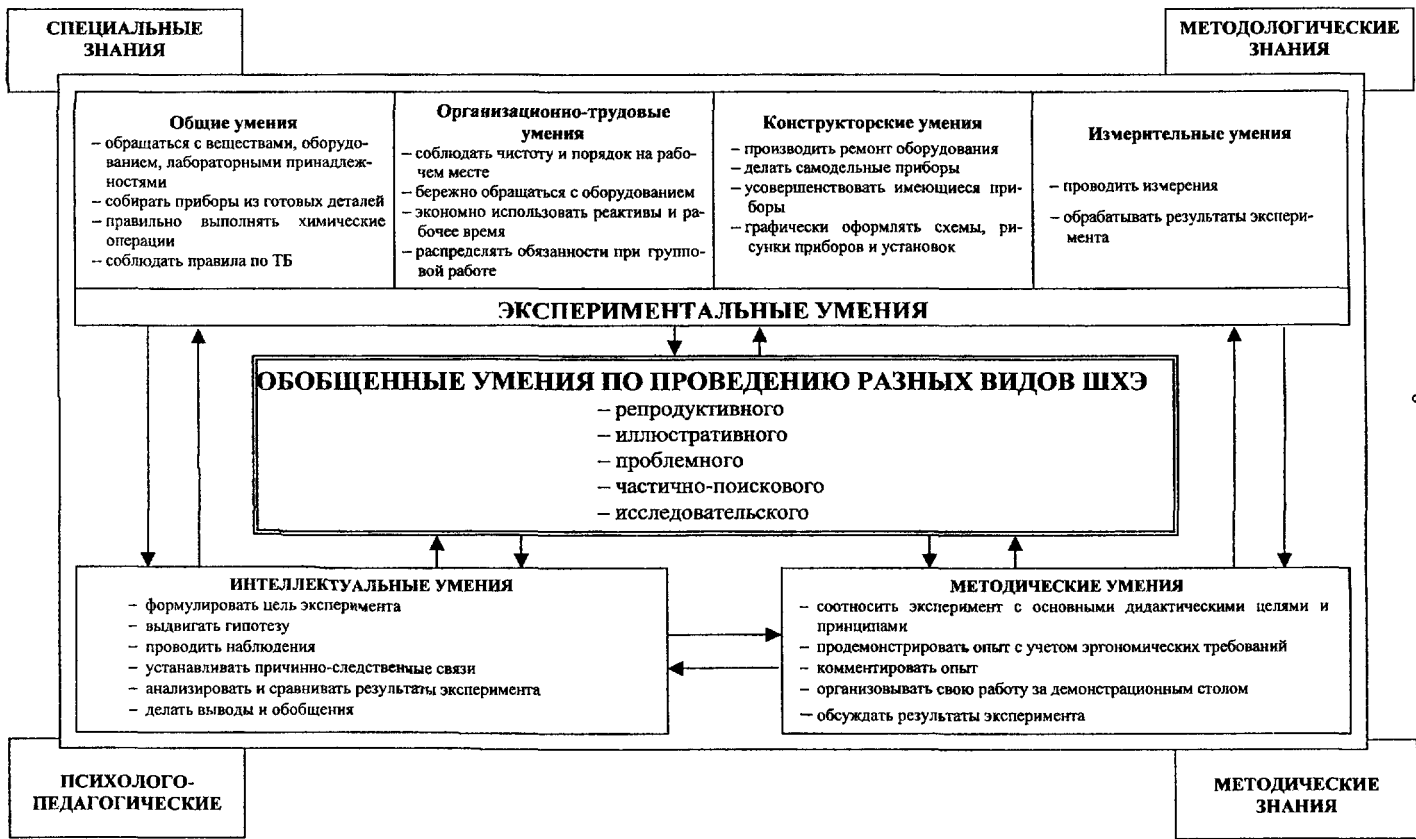 СПЕЦИАЛЬНЫЕ
ЗНАНИЯ
МЕТОДОЛОГИЧЕСКИЕ
ЗНАНИЯ
Общие умения
– обращаться с веществами, оборудо-
ванием, лабораторными принадлеж-
ностями
– собирать приборы из готовых деталей
– правильно выполнять химические
операции
– соблюдать правила по ТБ
Организационно-трудовые
умения
– соблюдать чистоту и порядок на рабо-
чем месте
– бережно обращаться с оборудованием
– экономно использовать реактивы и ра-
бочее время
– распределять обязанности при группо-
вой работе
Конструкторские умения
– производить ремонт оборудования
– делать самодельные приборы
– усовершенствовать имеющиеся при-
боры
– графически оформлять схемы, ри-
сунки приборов и установок
Измерительные умения
– проводить измерения
– обрабатывать результаты экспери-
мента
ЭКСПЕРИМЕНТАЛЬНЫЕ УМЕНИЯ
ОБОБЩЕННЫЕ УМЕНИЯ ПО ПРОВЕДЕНИЮ РАЗНЫХ ВИДОВ ШХЭ
– репродуктивного
– иллюстративного
– проблемного
– частично-поискового
– исследовательского
ИНТЕЛЛЕКТУАЛЬНЫЕ УМЕНИЯ
– формулировать цель эксперимента
– выдвигать гипотезу
– проводить наблюдения
– устанавливать причинно-следственные связи
– анализировать и сравнивать результаты эксперимента
– делать выводы и обобщения
МЕТОДИЧЕСКИЕ УМЕНИЯ
– соотносить эксперимент с основными дидактическими целями и
принципами
– продемонстрировать опыт с учетом эргономических требований
– комментировать опыт
– организовывать свою работу за демонстрационным столом
– обсуждать результаты эксперимента
ПСИХОЛОГО-
ПЕДАГОГИЧЕСКИЕ
МЕТОДИЧЕСКИЕ
ЗНАНИЯ